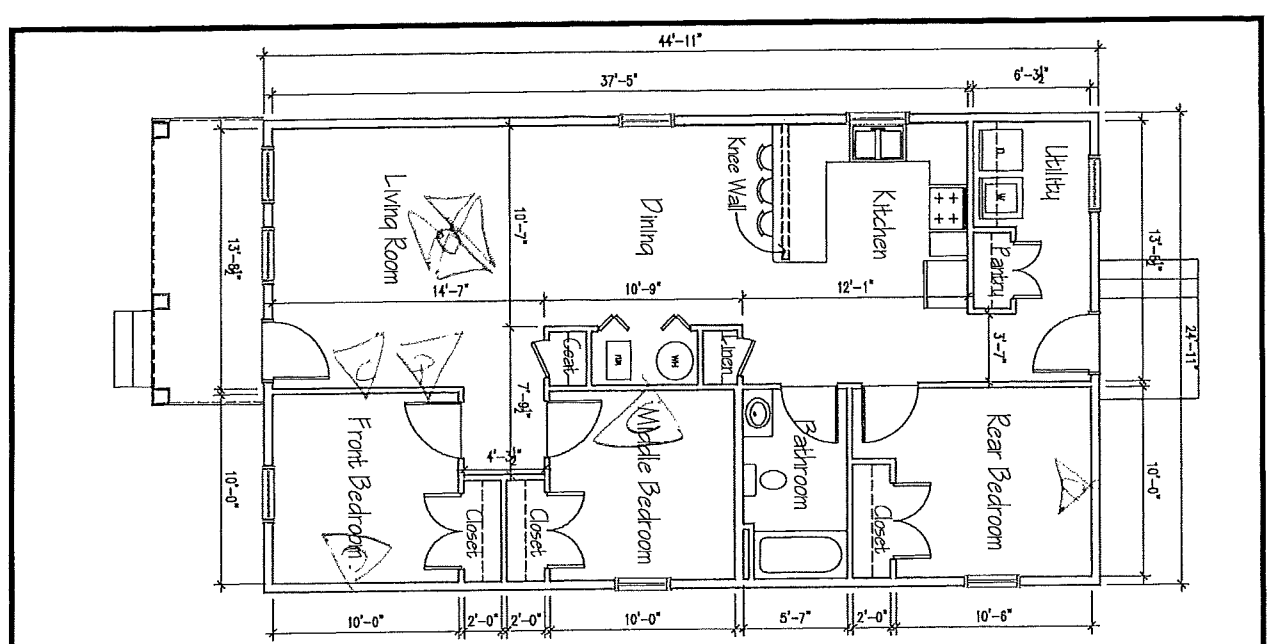 44'-11"
37'-5"
6'-3½"
Living Room
10'-7"
Dining
Knee Wall
Kitchen
D
W
Utility
Pantry
13'-8½"
13'-8½"
24'-11"
14'-7"
10'-9"
12'-1"
3'-7"
Coat
FUR
WH
Linen
7'-9½"
4'-3½"
10'-0"
Front Bedroom
Closet
Closet
Middle Bedroom
Bathroom
Closet
Rear Bedroom
10'-0"
10'-0"
2'-0"
2'-0"
10'-0"
5'-7"
2'-0"
10'-6"